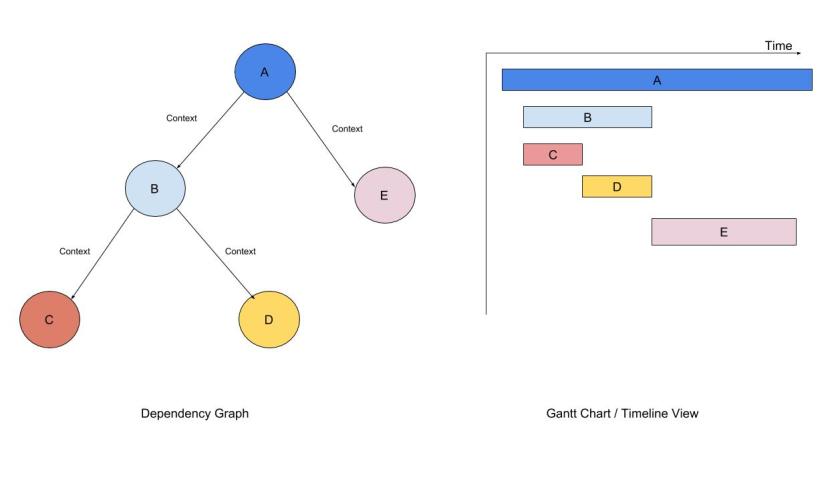 A
Context
Context
B
E
Context
Context
C
D
Dependency Graph
Time
A
B
C
D
E
Gantt Chart / Timeline View